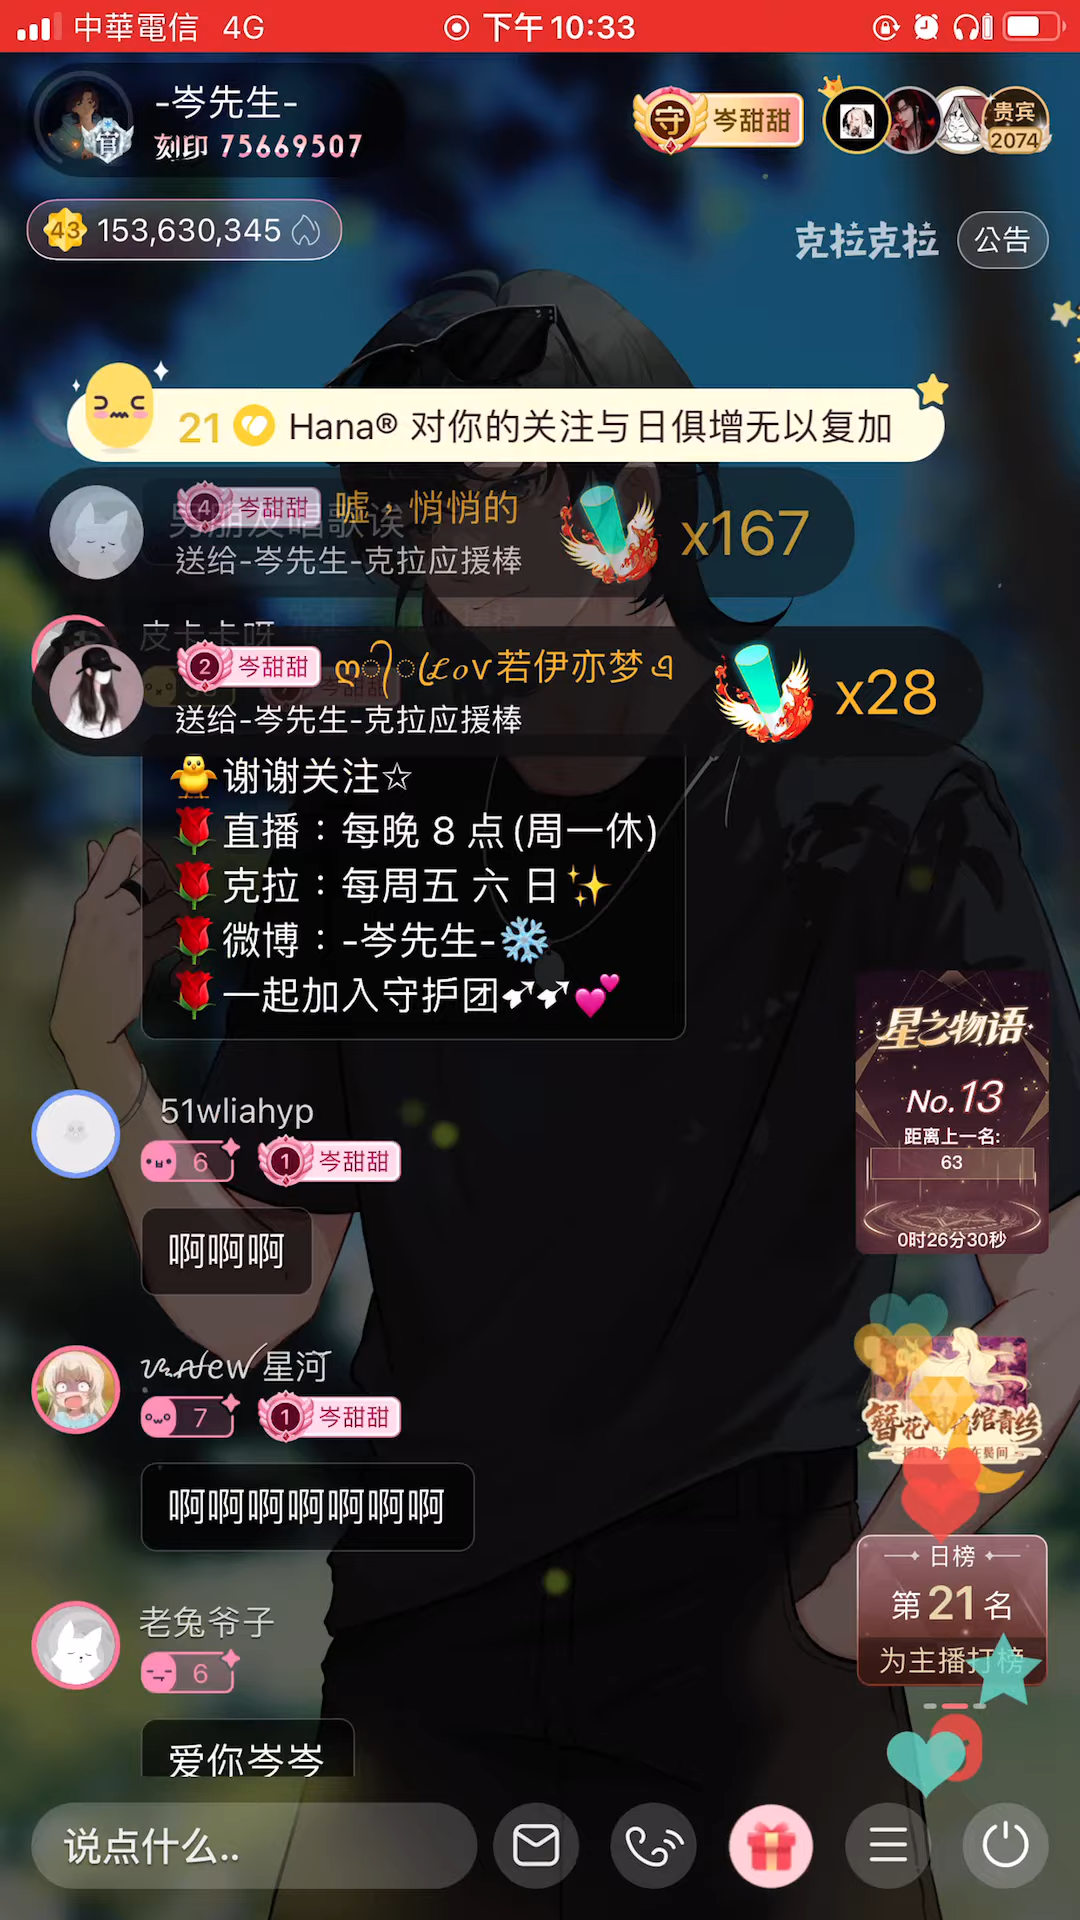 中華電信 4G
下午10:33
-岑先生-
刻印 75669507
守 岑甜甜
贵宾
2074
43 153,630,345
克拉克拉
公告
21 Hana® 对你的关注与日俱增无以复加
4 岑甜甜 嘘，悄悄的
送给-岑先生-克拉应援棒
x167
皮卡卡呀
2 岑甜甜
若伊亦梦
送给-岑先生-克拉应援棒
x28
🐥谢谢关注☆
🌹直播：每晚 8 点(周一休)
🌹克拉：每周五 六 日✨
🌹微博：-岑先生-❄️
🌹一起加入守护团➶➶💕
星之物语
No.13
距离上一名:
63
0时26分30秒
51wliahyp
6 1 岑甜甜
啊啊啊
星河
7 1 岑甜甜
啊啊啊啊啊啊啊
日榜
第21名
为主播打榜
老兔爷子
6
爱你岑岑
说点什么..